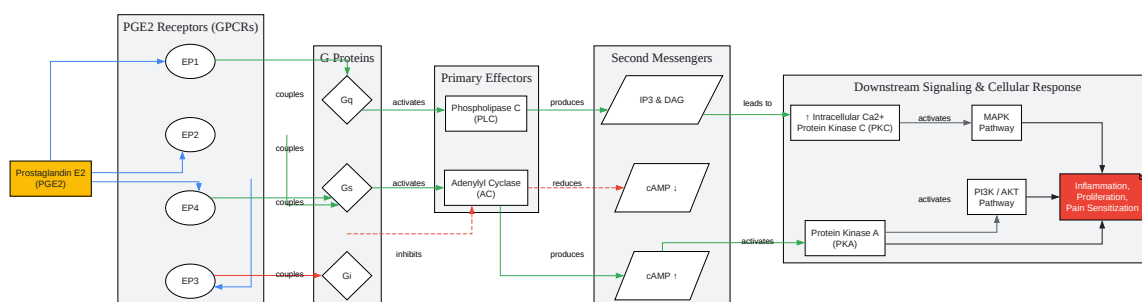 PGE2 Receptors (GPCRs)
G Proteins
Primary Effectors
Second Messengers
Downstream Signaling & Cellular Response
Prostaglandin E2
(PGE2)
EP1
EP2
EP4
EP3
couples
couples
couples
couples
Gq
Gs
Gi
activates
activates
inhibits
Phospholipase C
(PLC)
Adenylyl Cyclase
(AC)
produces
reduces
produces
IP3 & DAG
cAMP ↓
cAMP ↑
leads to
activates
↑ Intracellular Ca2+
Protein Kinase C (PKC)
activates
MAPK
Pathway
activates
PI3K / AKT
Pathway
Protein Kinase A
(PKA)
Inflammation,
Proliferation,
Pain Sensitization